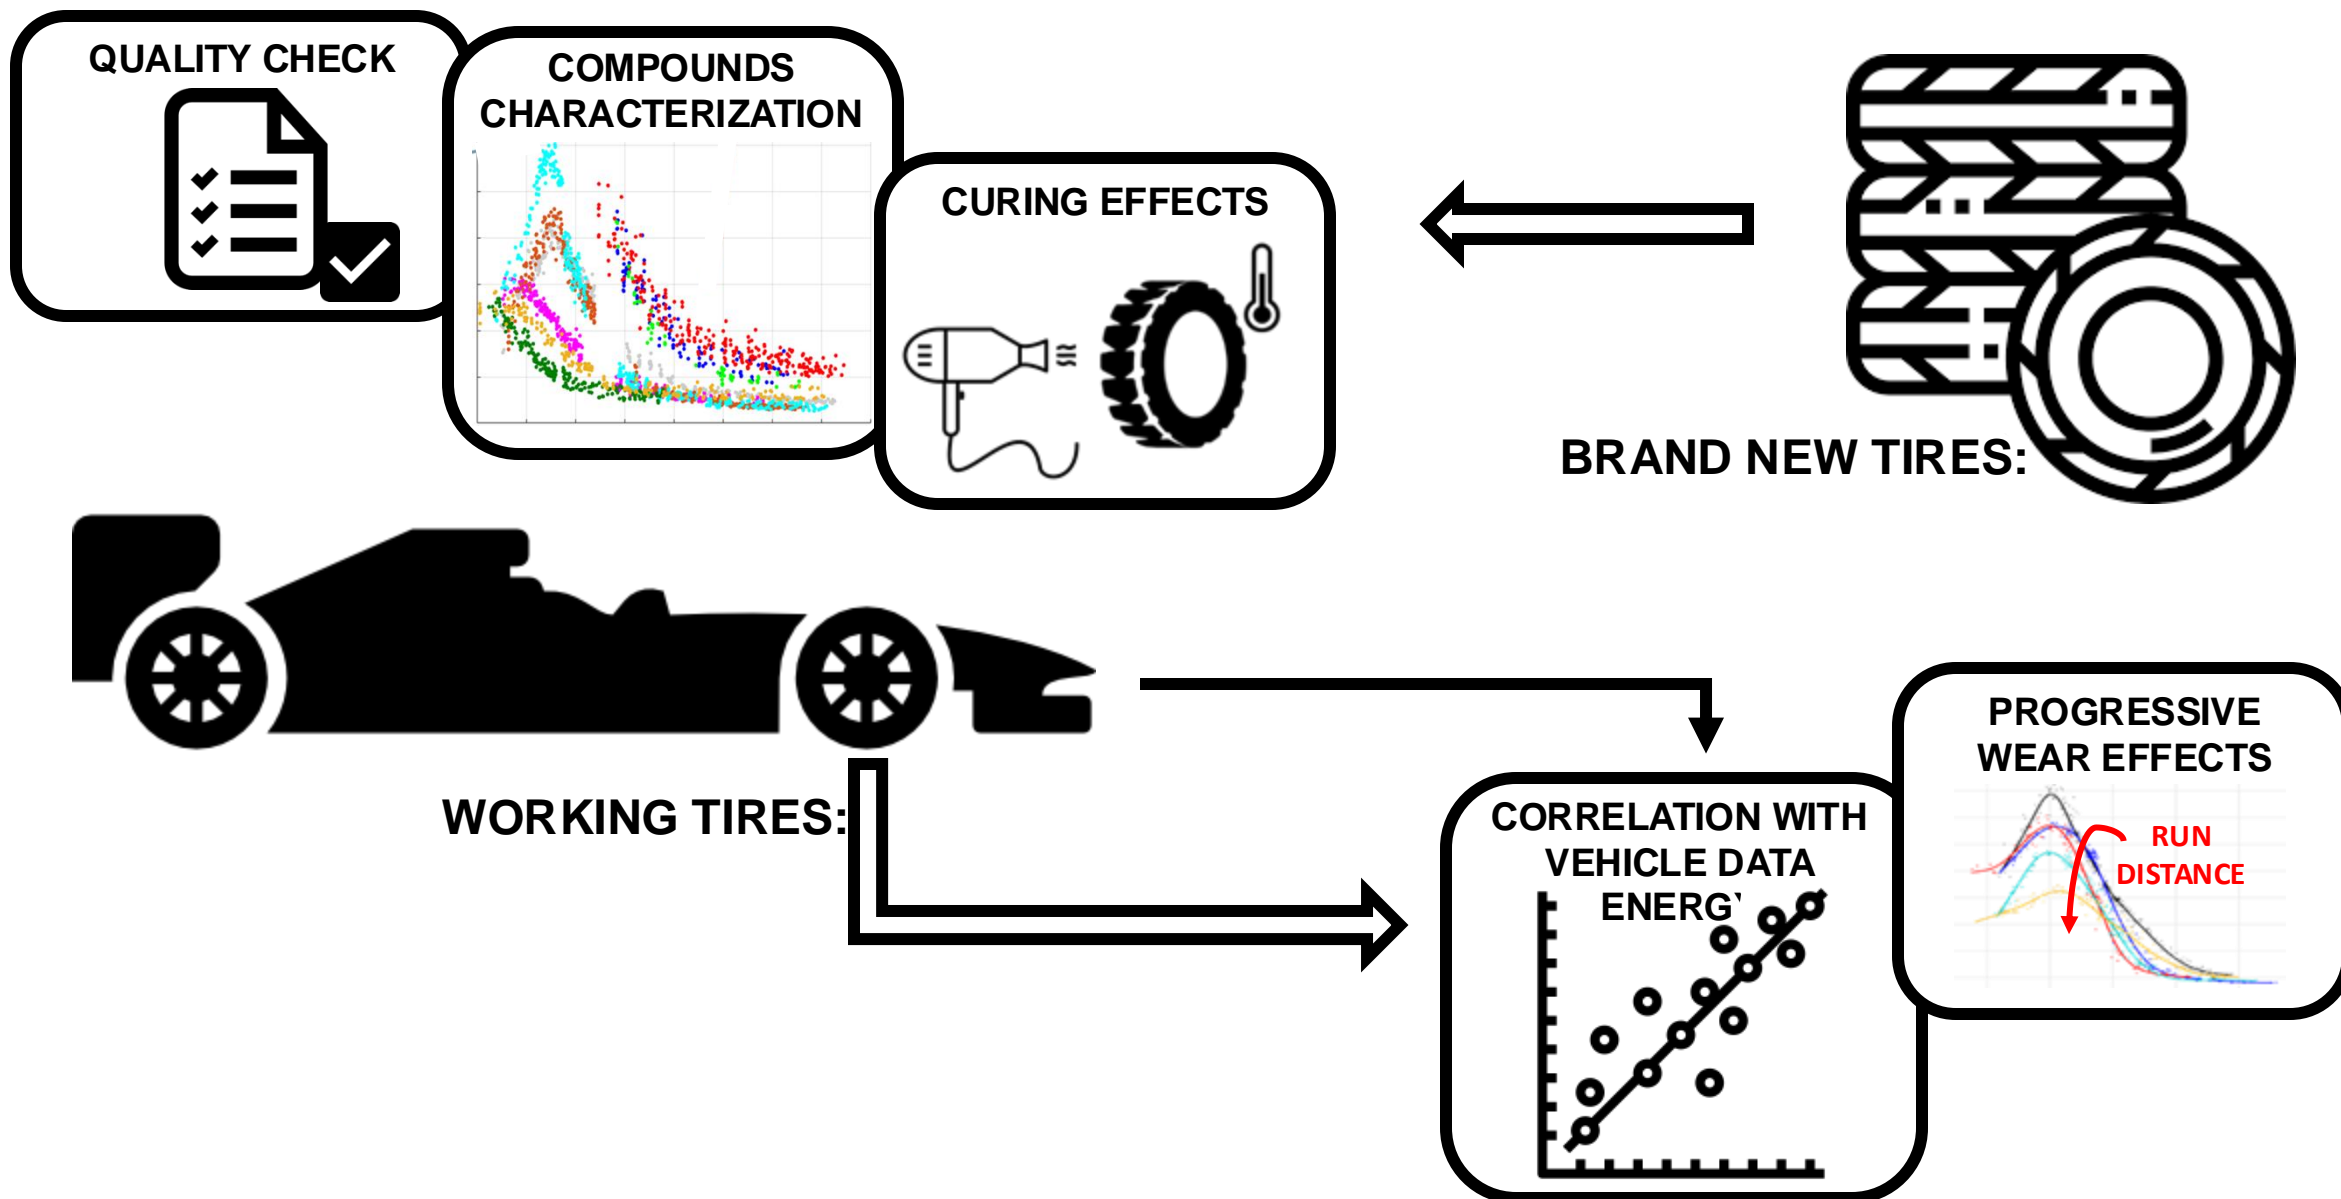 QUALITY CHECK
COMPOUNDS
CHARACTERIZATION
CURING EFFECTS
BRAND NEW TIRES:
WORKING TIRES:
CORRELATION WITH
VEHICLE DATA
PROGRESSIVE
WEAR EFFECTS
RUN
DISTANCE